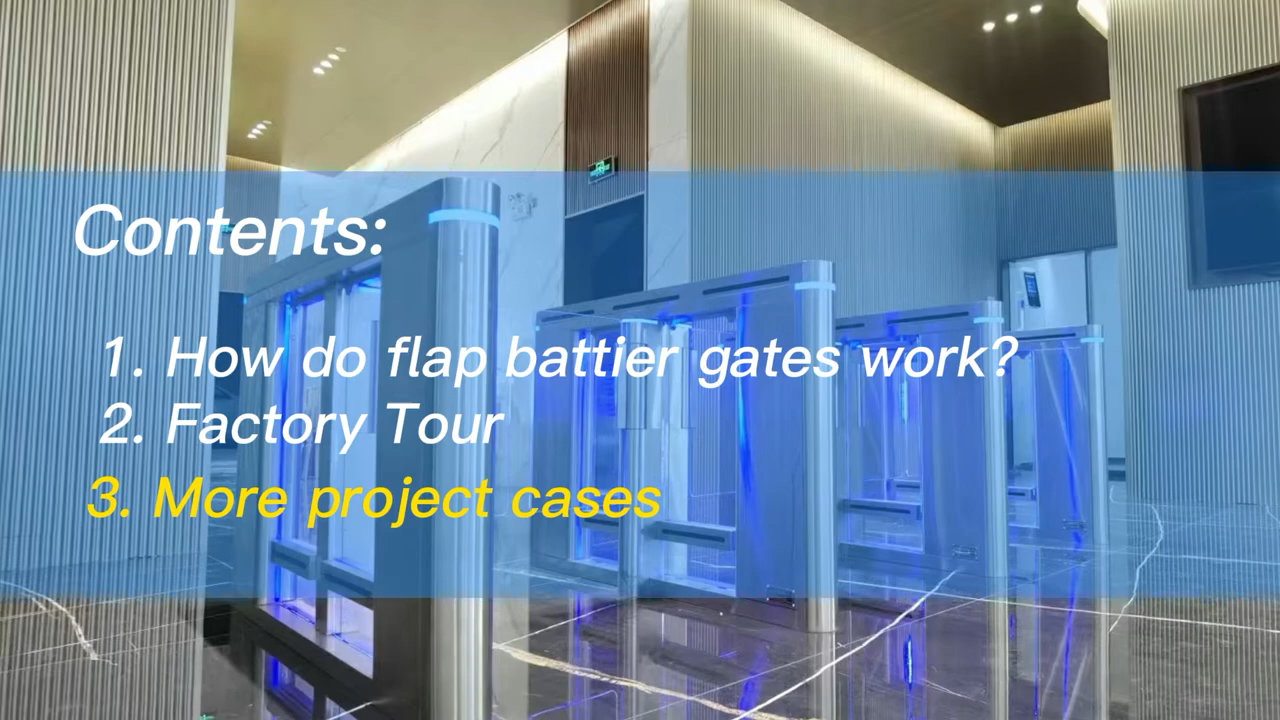 Contents:
1. How do flap battier gates work?
2. Factory Tour
3. More project cases